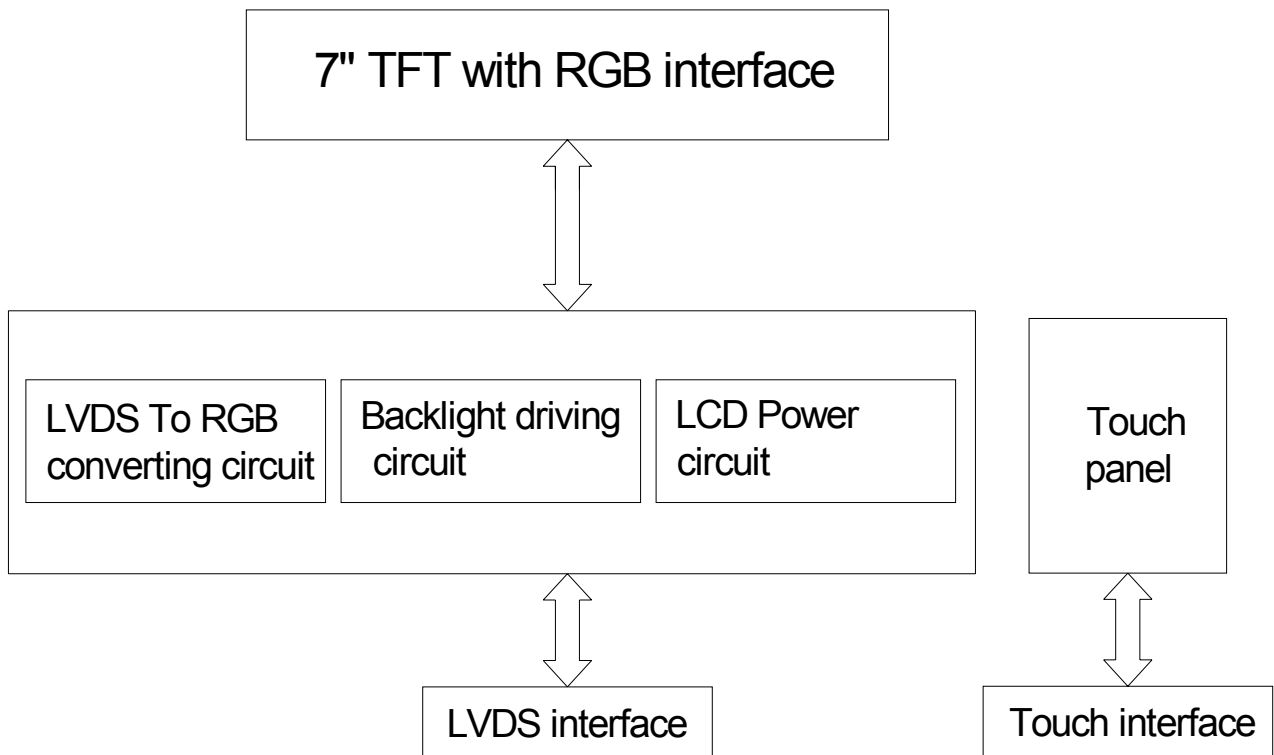 7" TFT with RGB interface
LVDS To RGB
converting circuit
Backlight driving
circuit
LCD Power
circuit
Touch
panel
LVDS interface
Touch interface